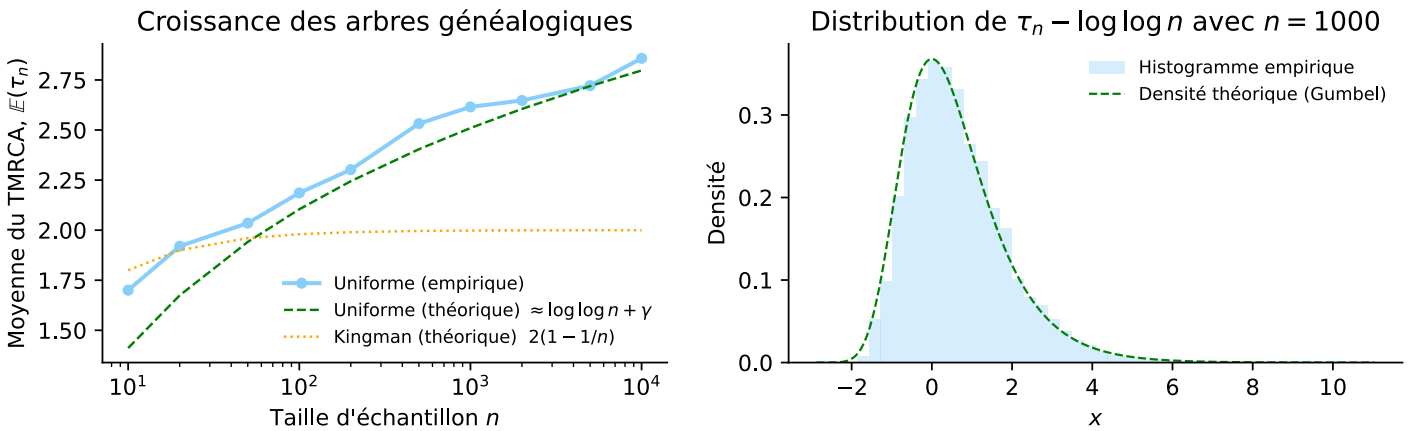 Croissance des arbres généalogiques
Moyenne du TMRCA, 𝔼(τₙ)
2.75
2.50
2.25
2.00
1.75
1.50
Uniforme (empirique)
Uniforme (théorique) ≈ log log n + γ
Kingman (théorique) 2(1 − 1/n)
10¹
10²
10³
10⁴
Taille d'échantillon n
Distribution de τₙ − log log n avec n = 1000
Densité
0.3
0.2
0.1
0.0
Histogramme empirique
Densité théorique (Gumbel)
−2
0
2
4
6
8
10
x